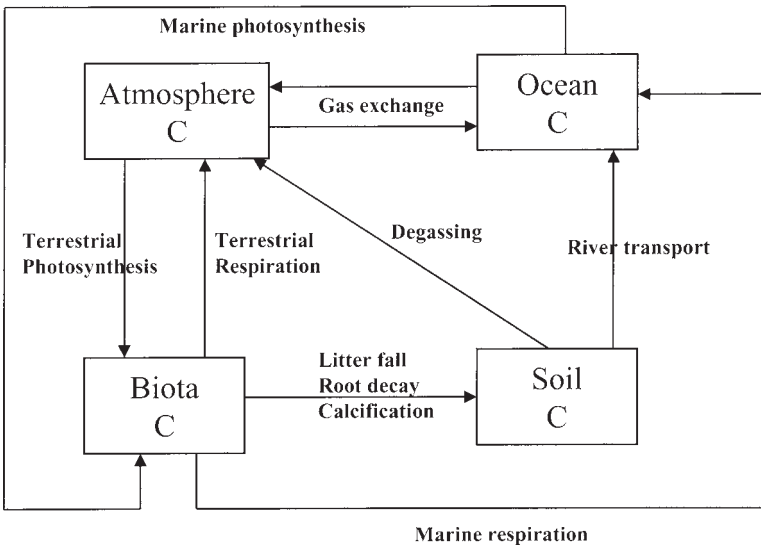 Marine photosynthesis
Atmosphere
C
Gas exchange
Ocean
C
Terrestrial
Photosynthesis
Terrestrial
Respiration
Degassing
River transport
Biota
C
Litter fall
Root decay
Calcification
Soil
C
Marine respiration